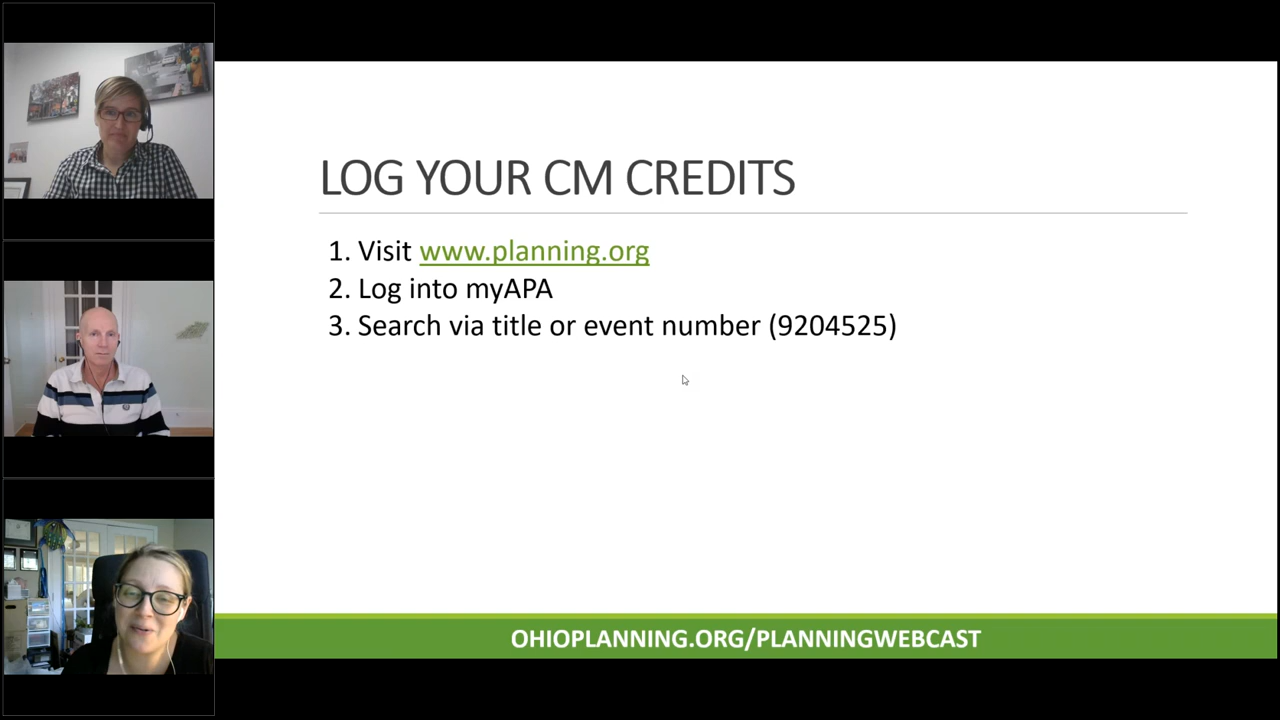 LOG YOUR CM CREDITS
1. Visit www.planning.org
2. Log into myAPA
3. Search via title or event number (9204525)
OHIOPLANNING.ORG/PLANNINGWEBCAST